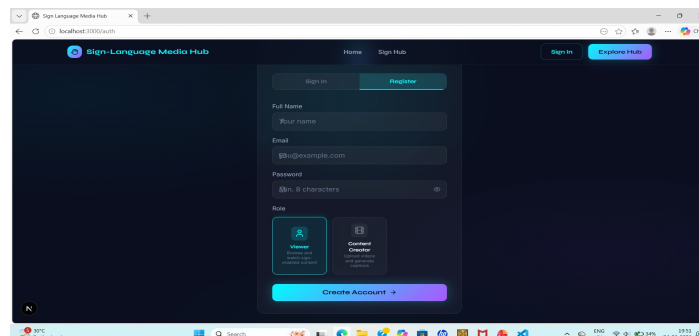 Sign Language Media Hub
localhost:3000/auth
Sign-Language Media Hub
Home
Sign Hub
Sign In
Explore Hub
Sign In
Register
Full Name
Your name
Email
you@example.com
Password
Min. 8 characters
Role
Viewer
Browse and
watch sign-
enabled content
Content
Creator
Upload videos
and generate
captions
Create Account →
N
30°C
Search
ENG
34%
19:51